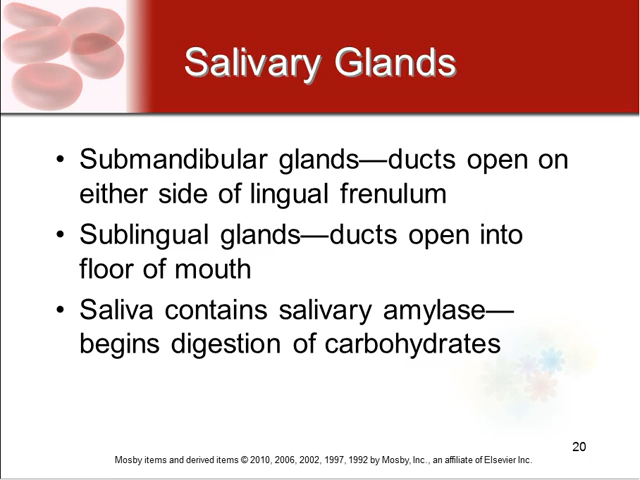 Salivary Glands
• Submandibular glands—ducts open on
either side of lingual frenulum
• Sublingual glands—ducts open into
floor of mouth
• Saliva contains salivary amylase—
begins digestion of carbohydrates
20
Mosby items and derived items © 2010, 2006, 2002, 1997, 1992 by Mosby, Inc., an affiliate of Elsevier Inc.